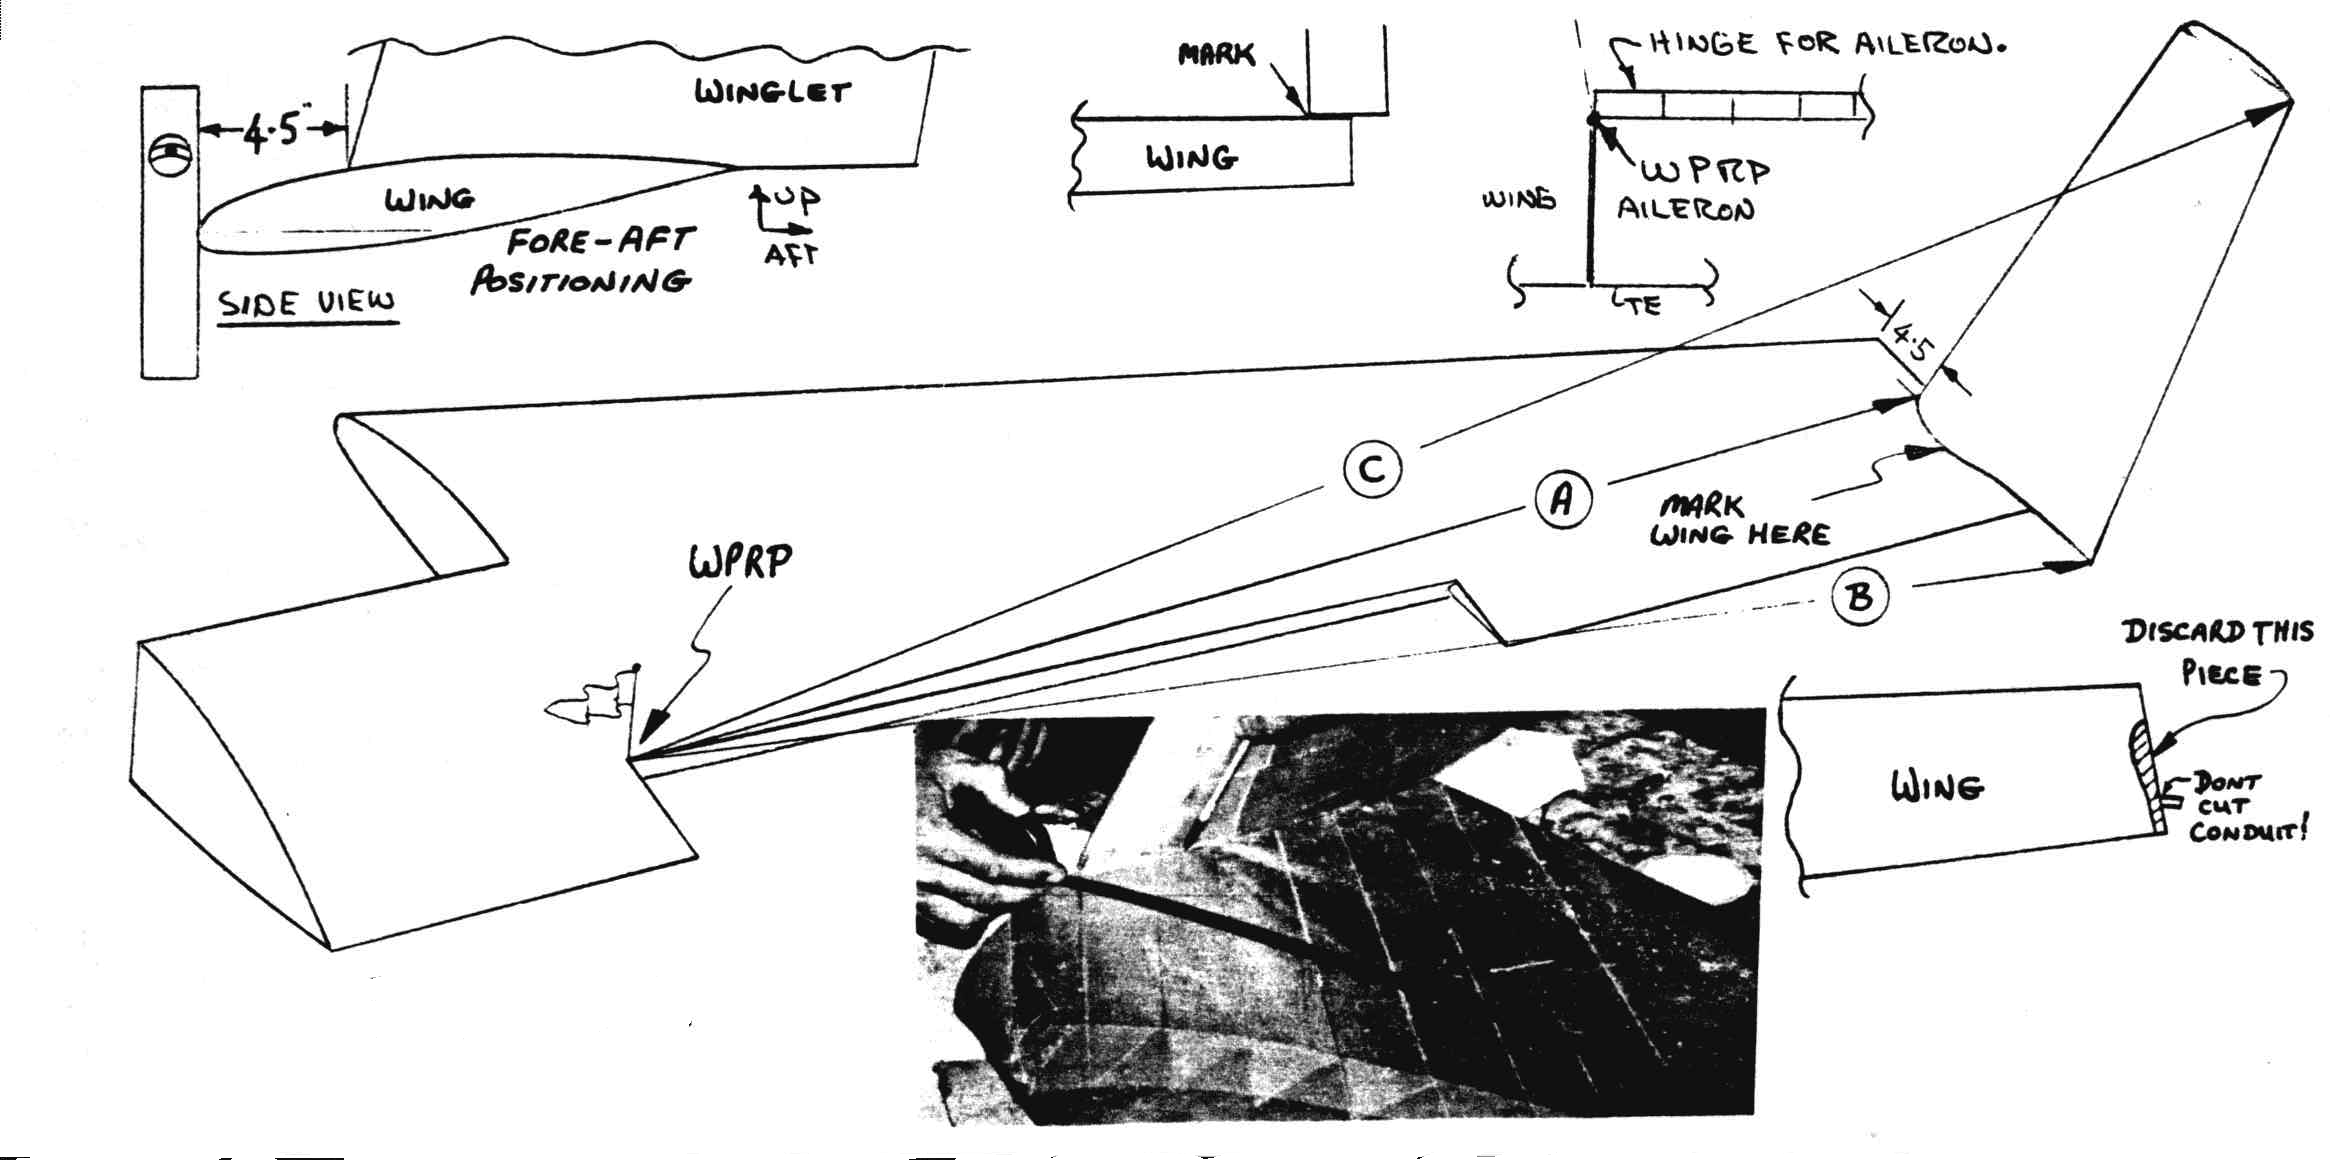 WINGLET
4.5"
WING
UP
AFT
FORE-AFT
POSITIONING
SIDE VIEW
MARK
WING
HINGE FOR AILERON.
WPRP
AILERON
WING
TE
4.5
C
A
MARK
WING HERE
B
WPRP
DISCARD THIS
PIECE
WING
DONT
CUT
CONDUIT!